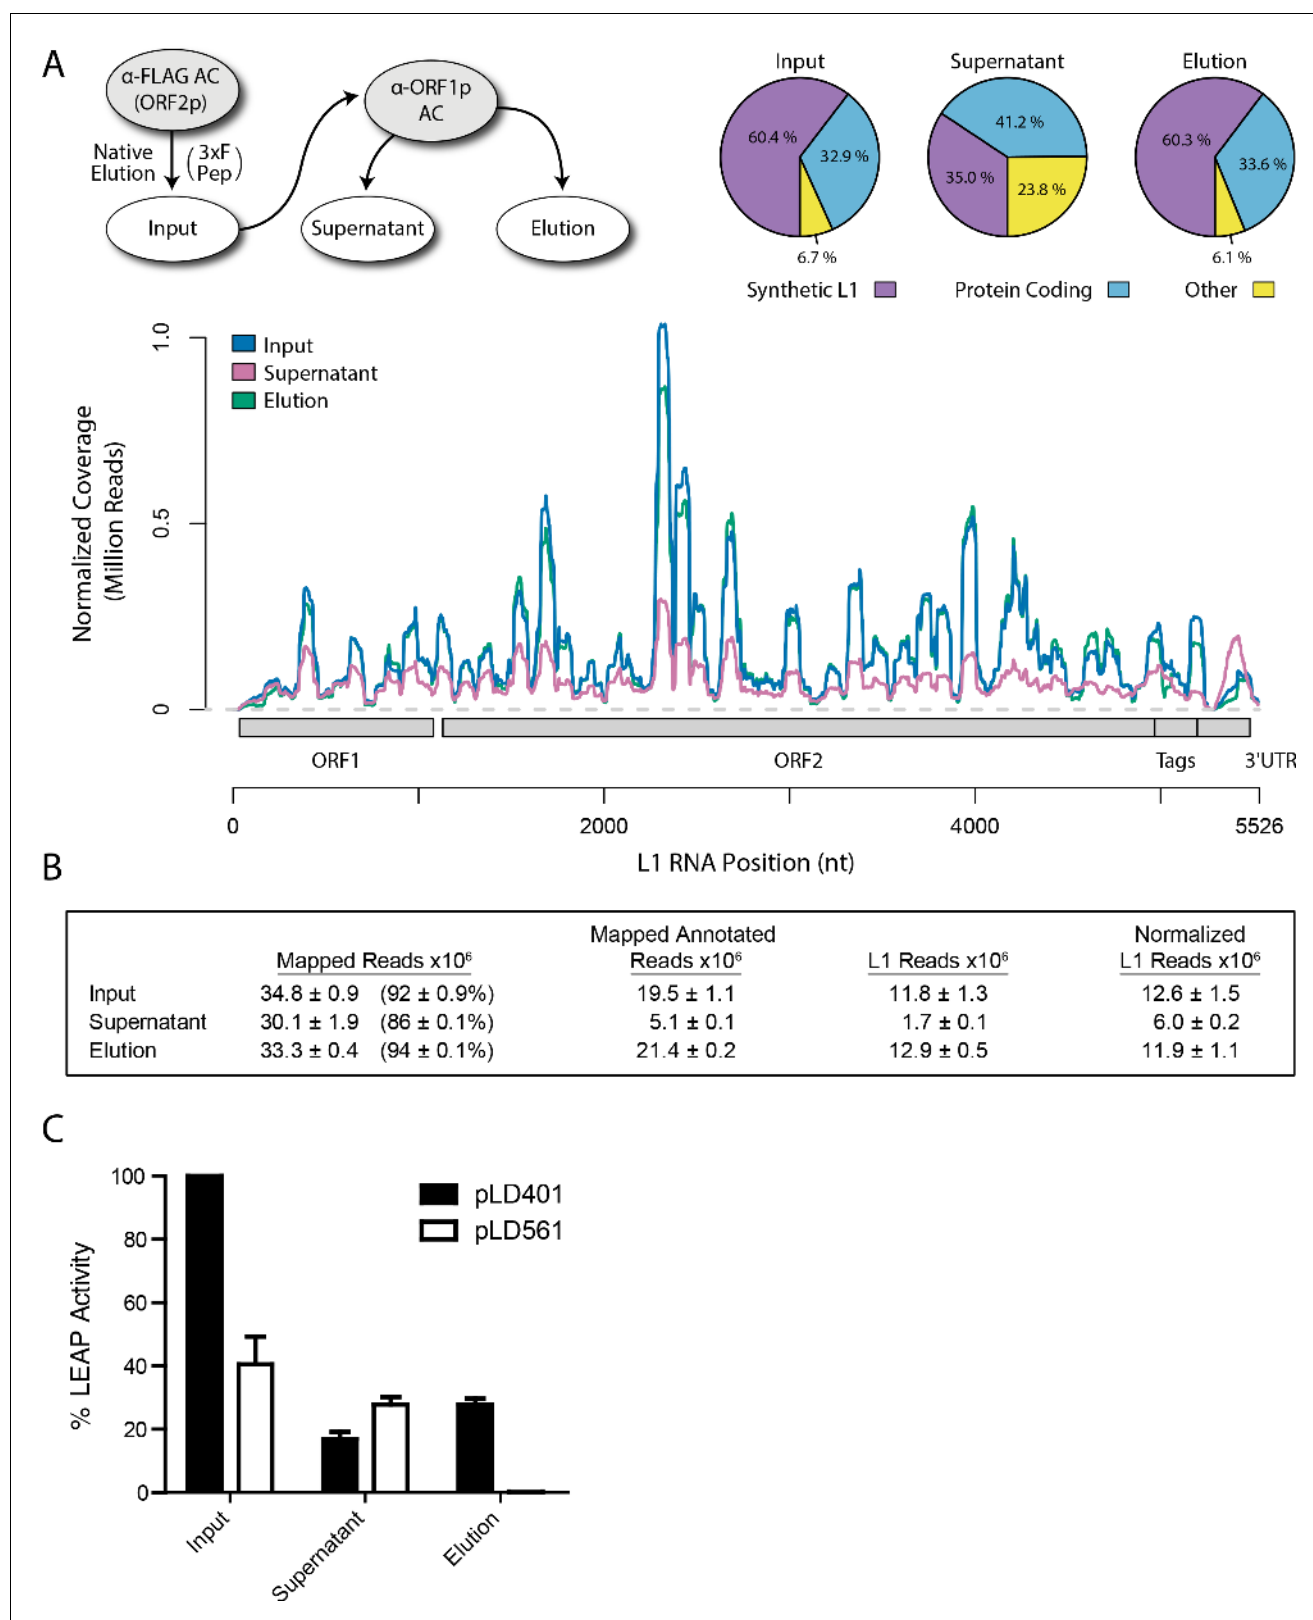 A
α-FLAG AC
(ORF2p)
Native
Elution
(3xF
Pep)
α-ORF1p
AC
Input
Supernatant
Elution
Input
Supernatant
Elution
60.4 %
32.9 %
6.7 %
41.2 %
35.0 %
23.8 %
60.3 %
33.6 %
6.1 %
Synthetic L1
Protein Coding
Other
Input
Supernatant
Elution
Normalized Coverage
(Million Reads)
1.0
0.5
0
ORF1
ORF2
Tags
3'UTR
0
2000
4000
5526
L1 RNA Position (nt)
B
Mapped Reads x10⁶
Mapped Annotated
Reads x10⁶
L1 Reads x10⁶
Normalized
L1 Reads x10⁶
Input 34.8 ± 0.9 (92 ± 0.9%) 19.5 ± 1.1 11.8 ± 1.3 12.6 ± 1.5
Supernatant 30.1 ± 1.9 (86 ± 0.1%) 5.1 ± 0.1 1.7 ± 0.1 6.0 ± 0.2
Elution 33.3 ± 0.4 (94 ± 0.1%) 21.4 ± 0.2 12.9 ± 0.5 11.9 ± 1.1
C
% LEAP Activity
100
80
60
40
20
0
pLD401
pLD561
Input
Supernatant
Elution